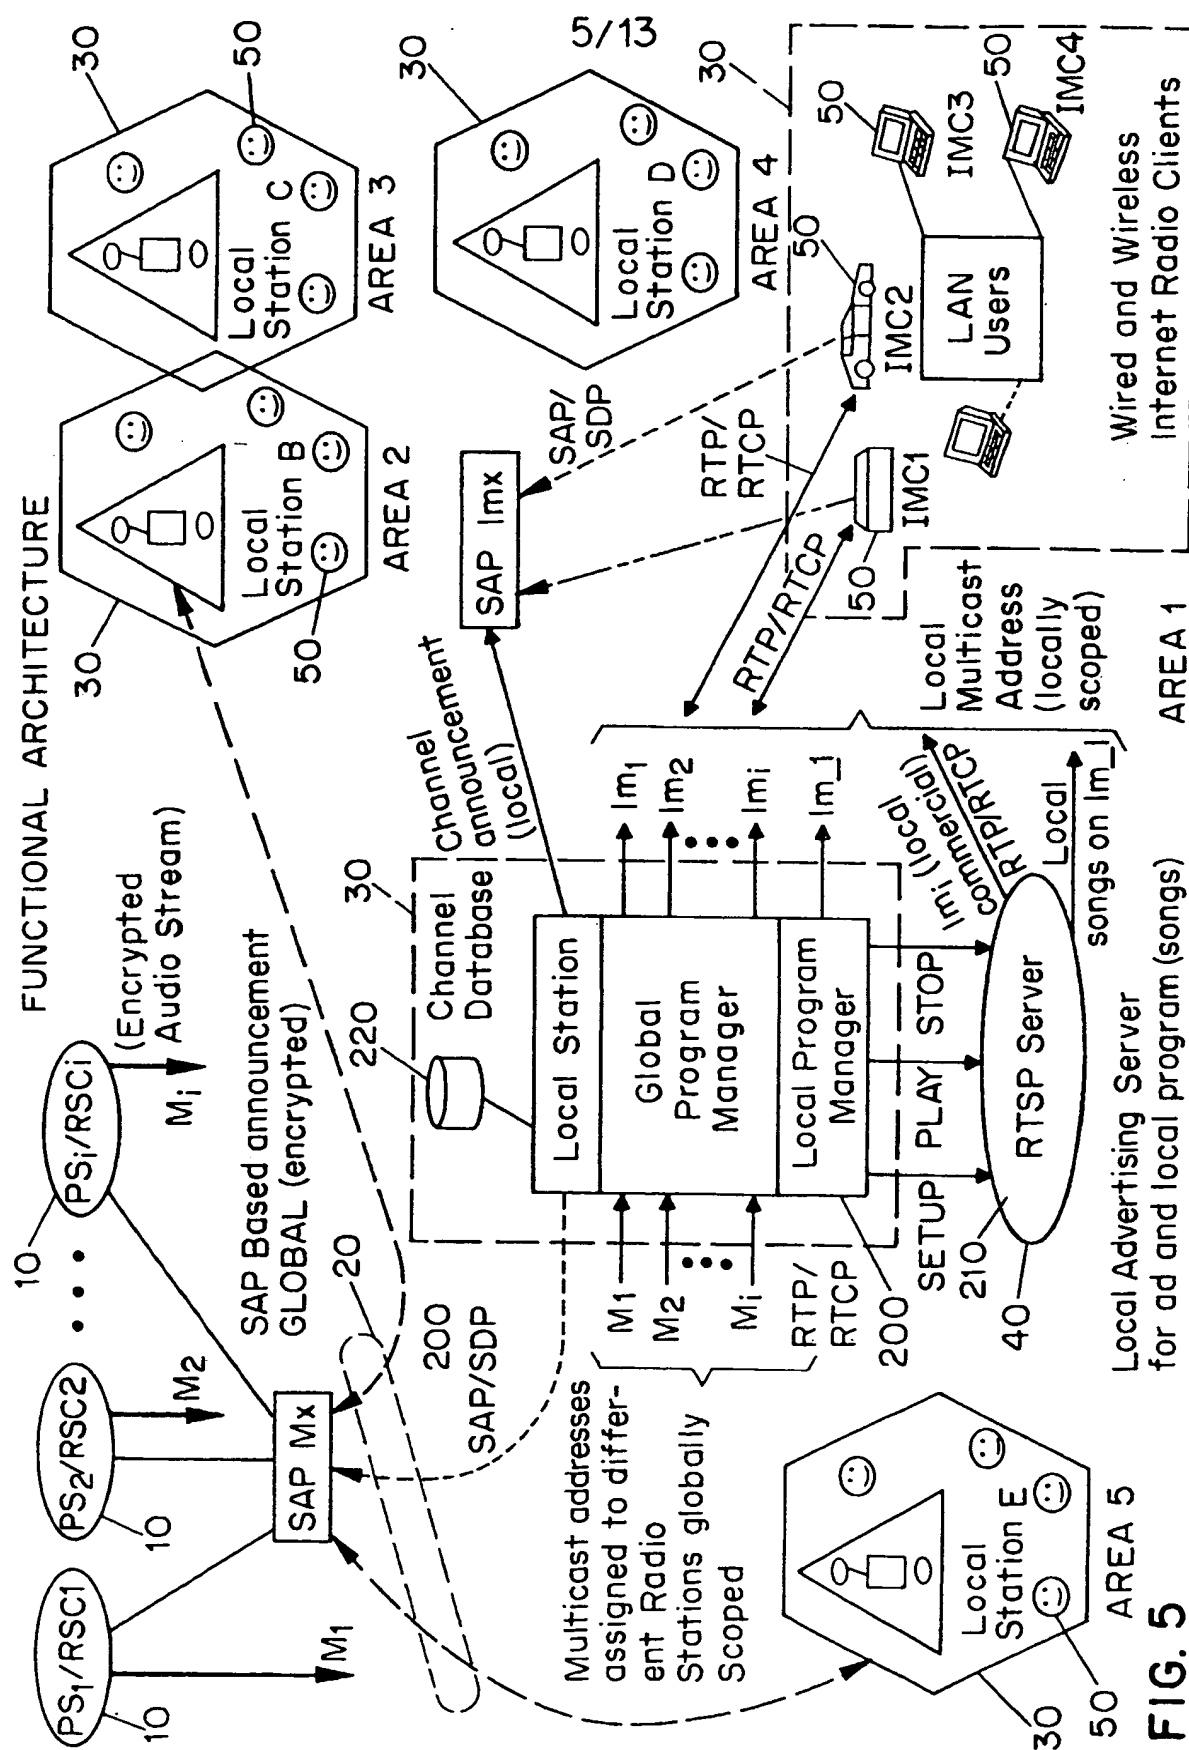 5/13
FUNCTIONAL ARCHITECTURE
PS1/RSC1
10
M1
PS2/RSC2
10
M2
10
PSi/RSCi
Mi
(Encrypted
Audio Stream)
SAP Mx
SAP Based announcement
GLOBAL (encrypted)
20
200
SAP/SDP
30
Local
Station B
50
AREA 2
30
50
Local
Station C
AREA 3
30
Local
Station D
AREA 4
Multicast addresses
assigned to differ-
ent Radio
Stations globally
Scoped
M1
M2
Mi
RTP/
RTCP
200
220
Channel
Database
30
Local Station
Global
Program
Manager
Local Program
Manager
Channel
announcement
(local)
SAP lmx
SAP/
SDP
lm1
lm2
lmi
lm_1
RTP/RTCP
RTP/
RTCP
SETUP
PLAY
STOP
210
40
RTSP Server
lmi (local
commercial)
RTP/RTCP
Local
songs on lm_1
Local Advertising Server
for ad and local program (songs)
Local
Multicast
Address
(locally
scoped)
AREA 1
30
50
IMC1
50
IMC2
50
IMC3
50
IMC4
LAN
Users
Wired and Wireless
Internet Radio Clients
Local
Station E
AREA 5
30
50
FIG. 5